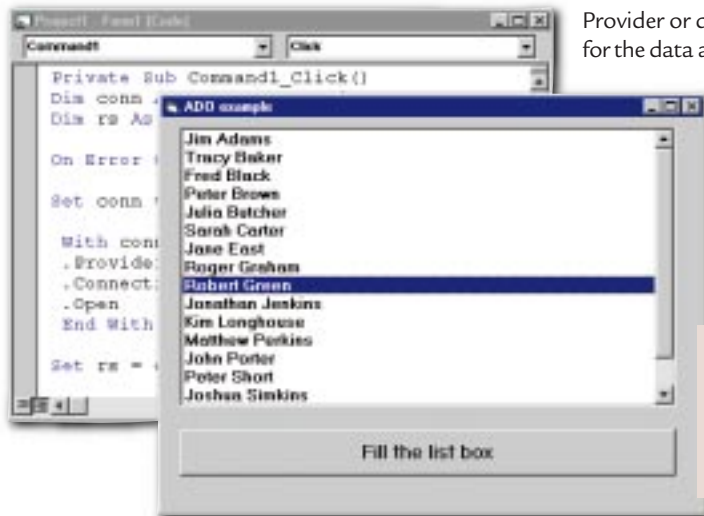 Project1 - Form1 (Code)
Command1
Click
Private Sub Command1_Click()
Dim conn
Dim rs As
On Error
Set conn
With conn
.Provide
.Connecti
.Open
End With
Set rs =
ADO example
Jim Adams
Tracy Baker
Fred Black
Peter Brown
Julia Butcher
Sarah Carter
Jane East
Roger Graham
Robert Green
Jonathan Jenkins
Kim Longhouse
Matthew Perkins
John Porter
Peter Short
Joshua Simkins
Fill the list box
Provider or
for the data